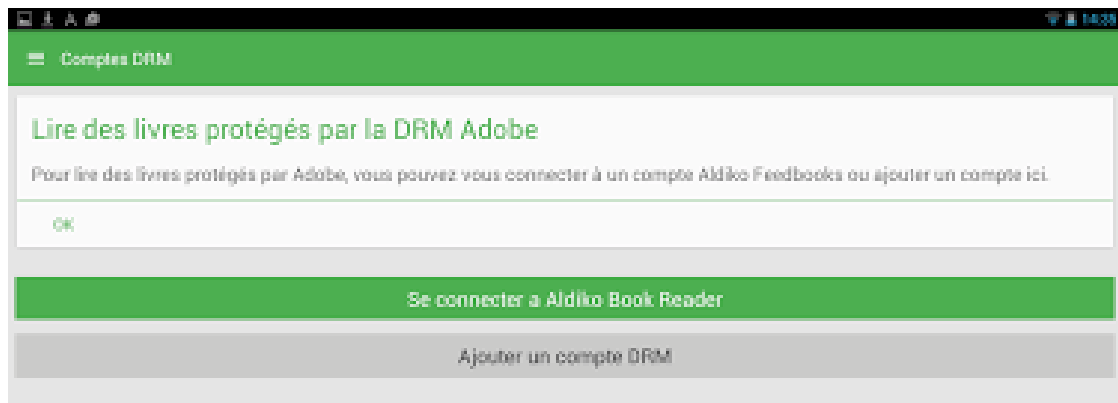 14:35
Comptes DRM
Lire des livres protégés par la DRM Adobe
Pour lire des livres protégés par Adobe, vous pouvez vous connecter à un compte Aldiko Feedbooks ou ajouter un compte ici.
OK
Se connecter a Aldiko Book Reader
Ajouter un compte DRM